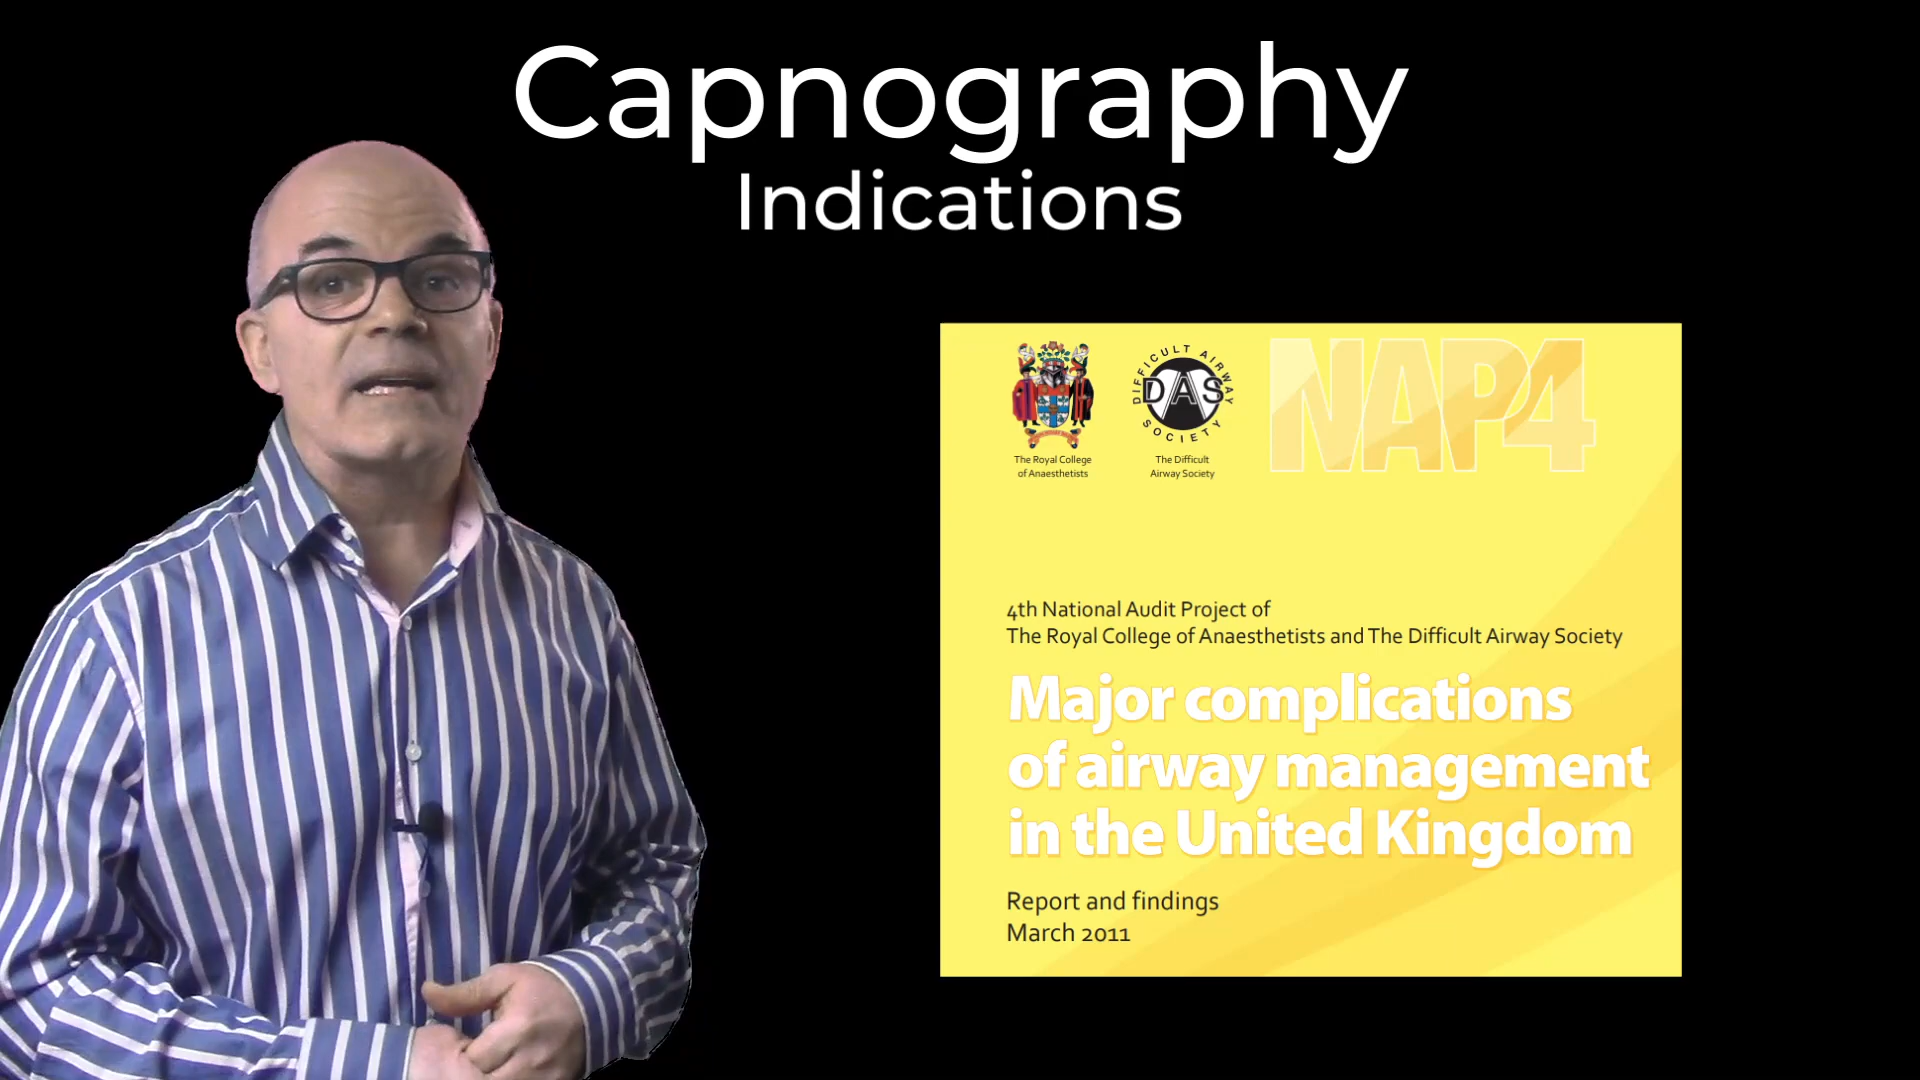 Capnography
Indications
DIFFICULT AIRWAY
DAS
SOCIETY
NAP4
The Royal College
of Anaesthetists
The Difficult
Airway Society
4th National Audit Project of
The Royal College of Anaesthetists and The Difficult Airway Society
Major complications
of airway management
in the United Kingdom
Report and findings
March 2011